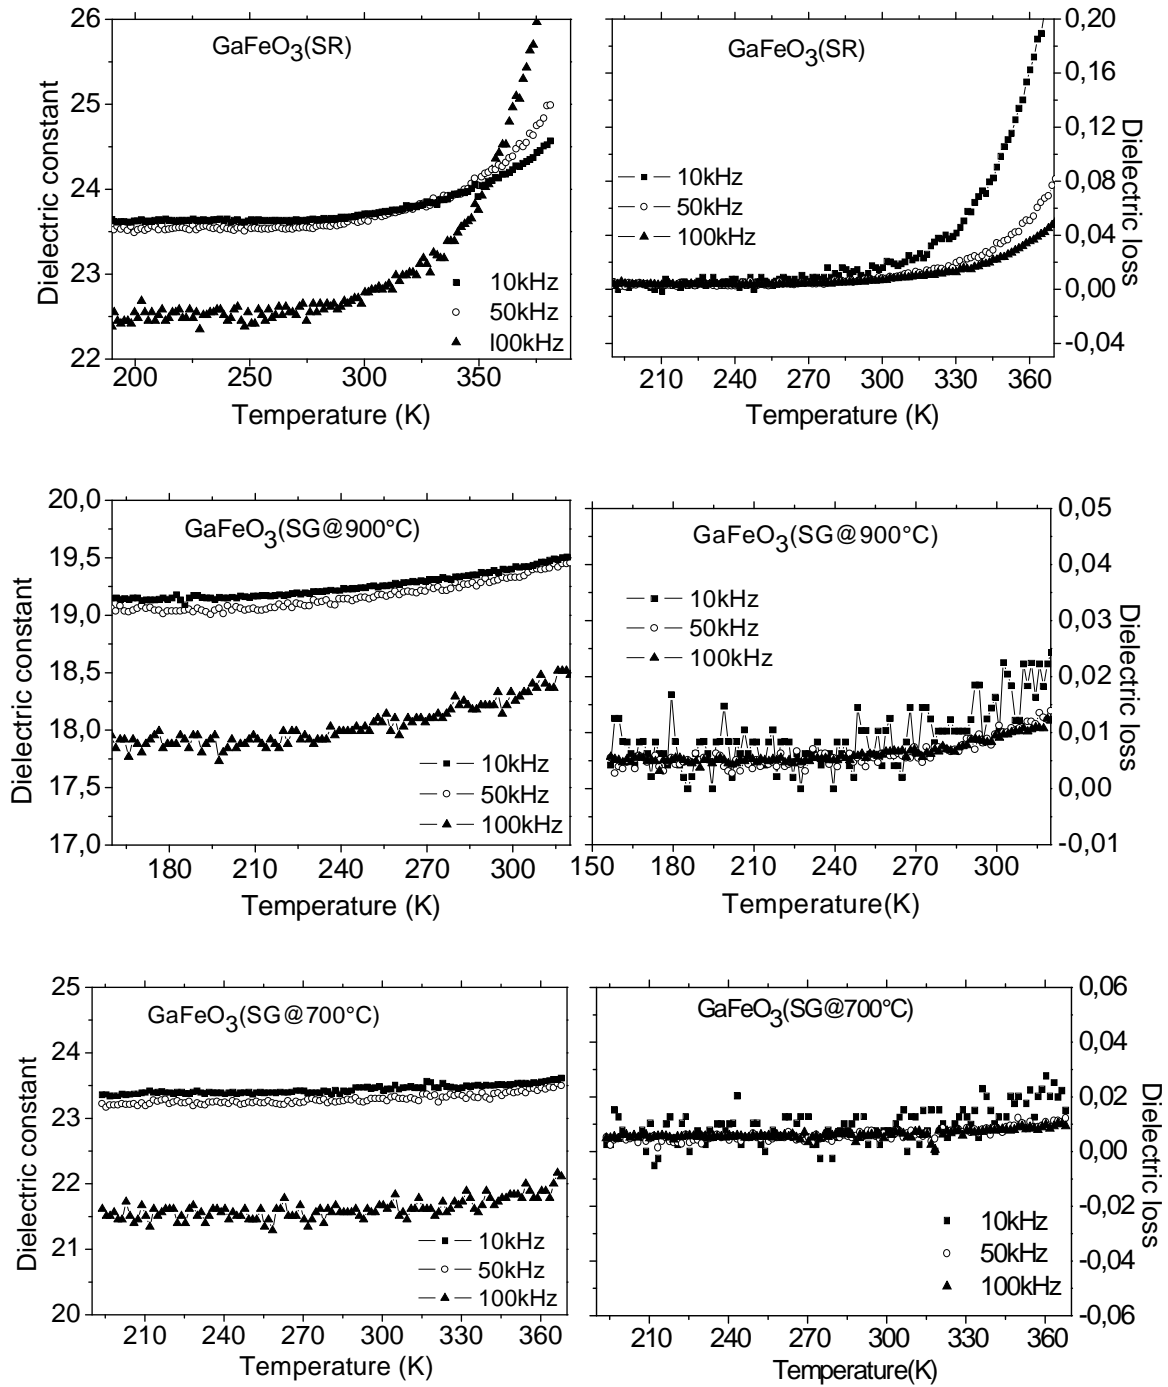 26
25
24
23
22
Dielectric constant
GaFeO3(SR)
10kHz
50kHz
l00kHz
200 250 300 350
Temperature (K)
GaFeO3(SR)
10kHz
50kHz
100kHz
0,20
0,16
0,12
0,08
0,04
0,00
-0,04
Dielectric loss
210 240 270 300 330 360
Temperature (K)
20,0
19,5
19,0
18,5
18,0
17,5
17,0
Dielectric constant
GaFeO3(SG@900°C)
10kHz
50kHz
100kHz
180 210 240 270 300
Temperature (K)
GaFeO3(SG@900°C)
10kHz
50kHz
100kHz
0,05
0,04
0,03
0,02
0,01
0,00
-0,01
Dielectric loss
150 180 210 240 270 300
Temperature(K)
25
24
23
22
21
20
Dielectric constant
GaFeO3(SG@700°C)
10kHz
50kHz
100kHz
210 240 270 300 330 360
Temperature (K)
GaFeO3(SG@700°C)
10kHz
50kHz
100kHz
0,06
0,04
0,02
0,00
-0,02
-0,04
-0,06
Dielectric loss
210 240 270 300 330 360
Temperature(K)